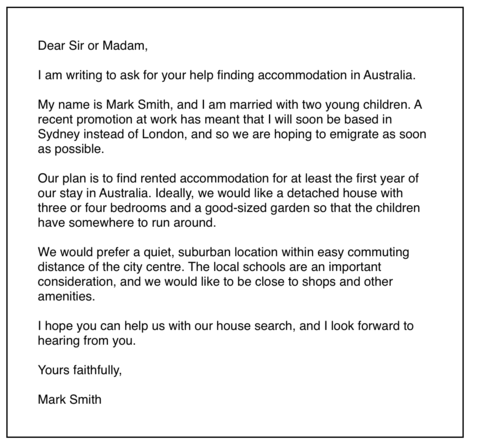 Dear Sir or Madam,
I am writing to ask for your help finding accommodation in Australia.
My name is Mark Smith, and I am married with two young children. A
recent promotion at work has meant that I will soon be based in
Sydney instead of London, and so we are hoping to emigrate as soon
as possible.
Our plan is to find rented accommodation for at least the first year of
our stay in Australia. Ideally, we would like a detached house with
three or four bedrooms and a good-sized garden so that the children
have somewhere to run around.
We would prefer a quiet, suburban location within easy commuting
distance of the city centre. The local schools are an important
consideration, and we would like to be close to shops and other
amenities.
I hope you can help us with our house search, and I look forward to
hearing from you.
Yours faithfully,
Mark Smith